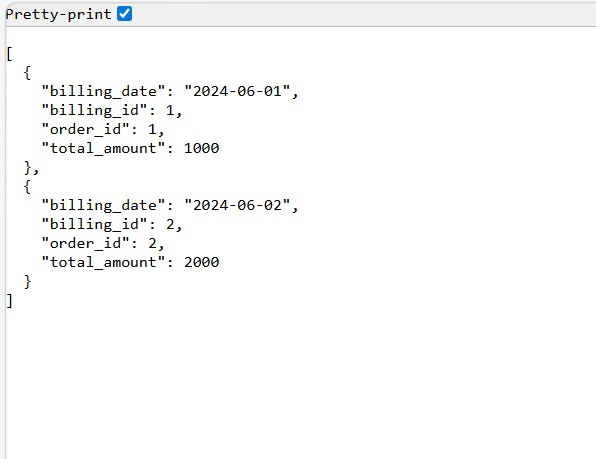 Pretty-print
[
  {
    "billing_date": "2024-06-01",
    "billing_id": 1,
    "order_id": 1,
    "total_amount": 1000
  },
  {
    "billing_date": "2024-06-02",
    "billing_id": 2,
    "order_id": 2,
    "total_amount": 2000
  }
]